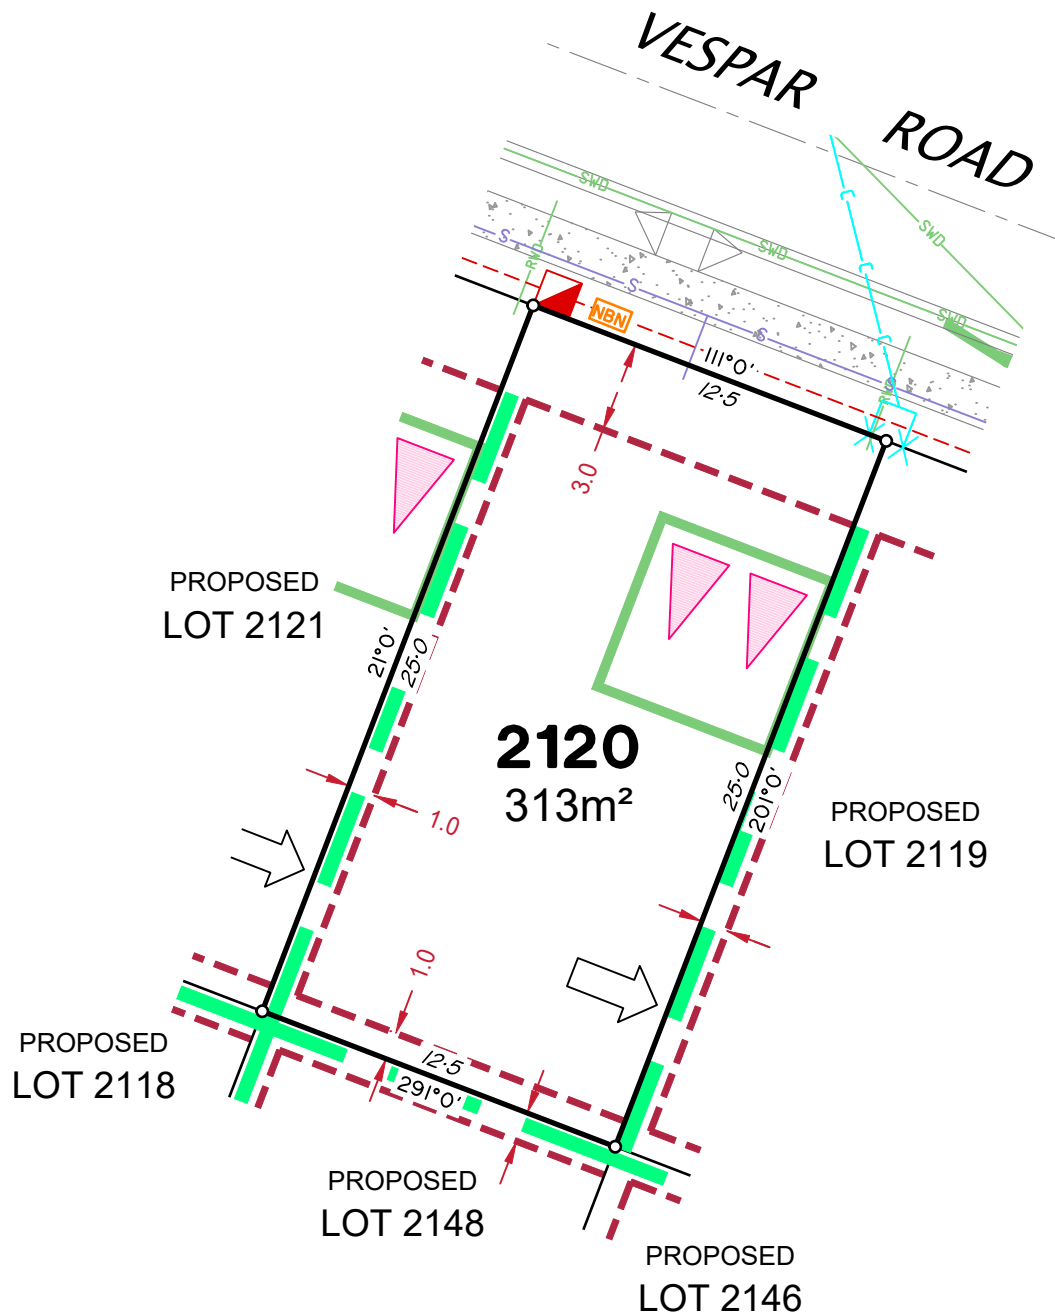 VESPAR ROAD
SWD
SWD
SWD
SWD
RWD
RWD
S
S
S
S
C
C
C
NBN
111°0'
12·5
3.0
PROPOSED
LOT 2121
21°0'
25·0
2120
313m²
25·0
201°0'
1.0
PROPOSED
LOT 2119
1.0
12·5
291°0'
PROPOSED
LOT 2118
PROPOSED
LOT 2148
PROPOSED
LOT 2146